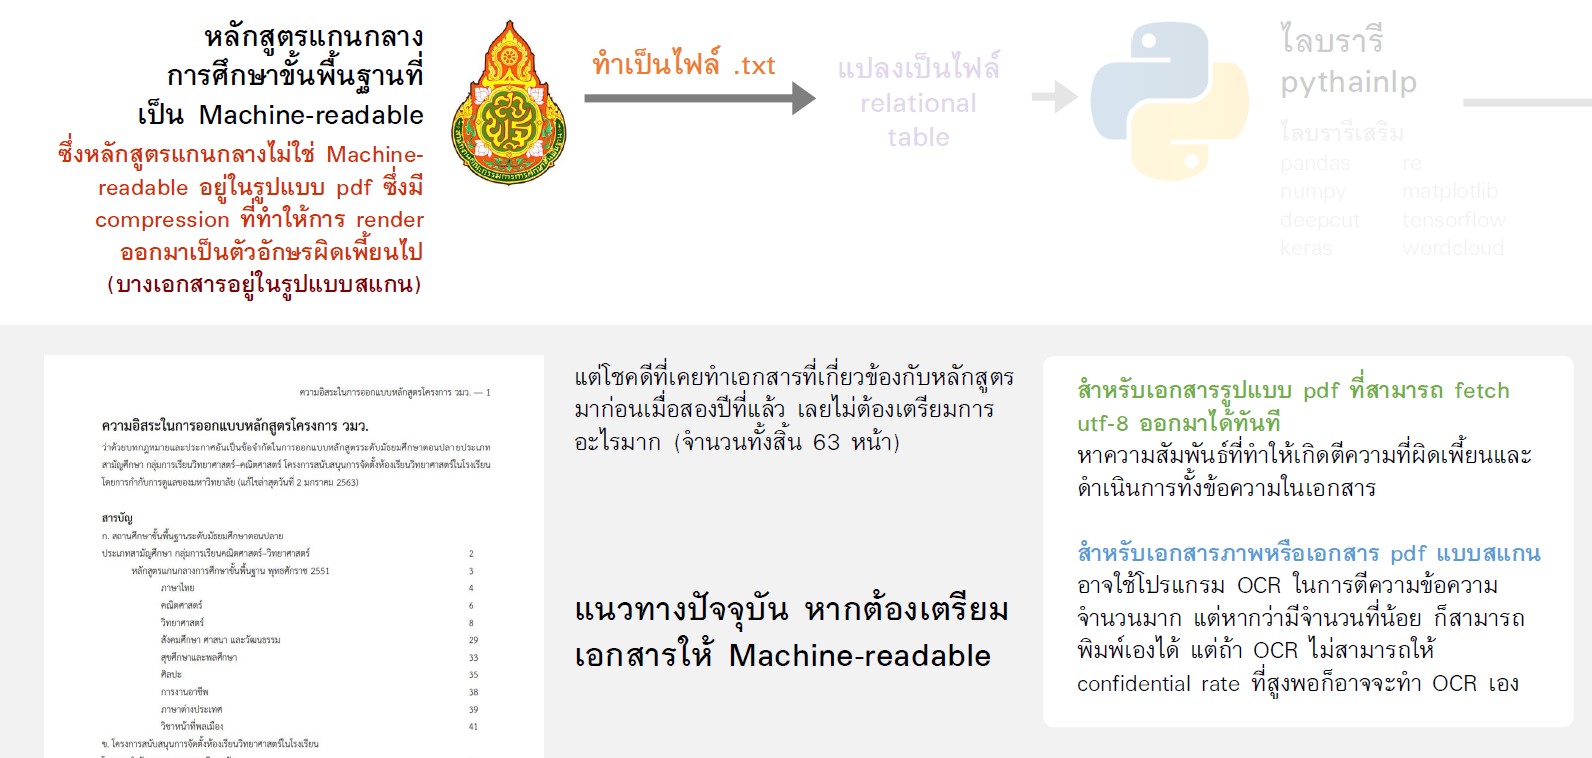 หลักสูตรแกนกลาง
การศึกษาขั้นพื้นฐานที่
เป็น Machine-readable
ซึ่งหลักสูตรแกนกลางไม่ใช่ Machine-
readable อยู่ในรูปแบบ pdf ซึ่งมี
compression ที่ทำให้การ render
ออกมาเป็นตัวอักษรผิดเพี้ยนไป
(บางเอกสารอยู่ในรูปแบบสแกน)
ทำเป็นไฟล์ .txt
แปลงเป็นไฟล์
relational
table
ไลบรารี
pythainlp
ไลบรารีเสริม
pandas re
numpy matplotlib
deepcut tensorflow
keras wordcloud
ความอิสระในการออกแบบหลักสูตรโครงการ วมว. — 1
ความอิสระในการออกแบบหลักสูตรโครงการ วมว.
ว่าด้วยบทกฎหมายและประกาศอันเป็นข้อจำกัดในการออกแบบหลักสูตรระดับมัธยมศึกษาตอนปลายประเภท
สามัญศึกษา กลุ่มการเรียนวิทยาศาสตร์–คณิตศาสตร์ โครงการสนับสนุนการจัดตั้งห้องเรียนวิทยาศาสตร์ในโรงเรียน
โดยการกำกับการดูแลของมหาวิทยาลัย (แก้ไขล่าสุดวันที่ 2 มกราคม 2563)
สารบัญ
ก. สถานศึกษาขั้นพื้นฐานระดับมัธยมศึกษาตอนปลาย
ประเภทสามัญศึกษา กลุ่มการเรียนคณิตศาสตร์–วิทยาศาสตร์ 2
หลักสูตรแกนกลางการศึกษาขั้นพื้นฐาน พุทธศักราช 2551 3
ภาษาไทย 4
คณิตศาสตร์ 6
วิทยาศาสตร์ 8
สังคมศึกษา ศาสนา และวัฒนธรรม 29
สุขศึกษาและพลศึกษา 33
ศิลปะ 35
การงานอาชีพ 38
ภาษาต่างประเทศ 39
วิชาหน้าที่พลเมือง 41
ข. โครงการสนับสนุนการจัดตั้งห้องเรียนวิทยาศาสตร์ในโรงเรียน
แต่โชคดีที่เคยทำเอกสารที่เกี่ยวข้องกับหลักสูตร
มาก่อนเมื่อสองปีที่แล้ว เลยไม่ต้องเตรียมการ
อะไรมาก (จำนวนทั้งสิ้น 63 หน้า)
แนวทางปัจจุบัน หากต้องเตรียม
เอกสารให้ Machine-readable
สำหรับเอกสารรูปแบบ pdf ที่สามารถ fetch
utf-8 ออกมาได้ทันที
หาความสัมพันธ์ที่ทำให้เกิดตีความที่ผิดเพี้ยนและ
ดำเนินการทั้งข้อความในเอกสาร
สำหรับเอกสารภาพหรือเอกสาร pdf แบบสแกน
อาจใช้โปรแกรม OCR ในการตีความข้อความ
จำนวนมาก แต่หากว่ามีจำนวนที่น้อย ก็สามารถ
พิมพ์เองได้ แต่ถ้า OCR ไม่สามารถให้
confidential rate ที่สูงพอก็อาจจะทำ OCR เอง